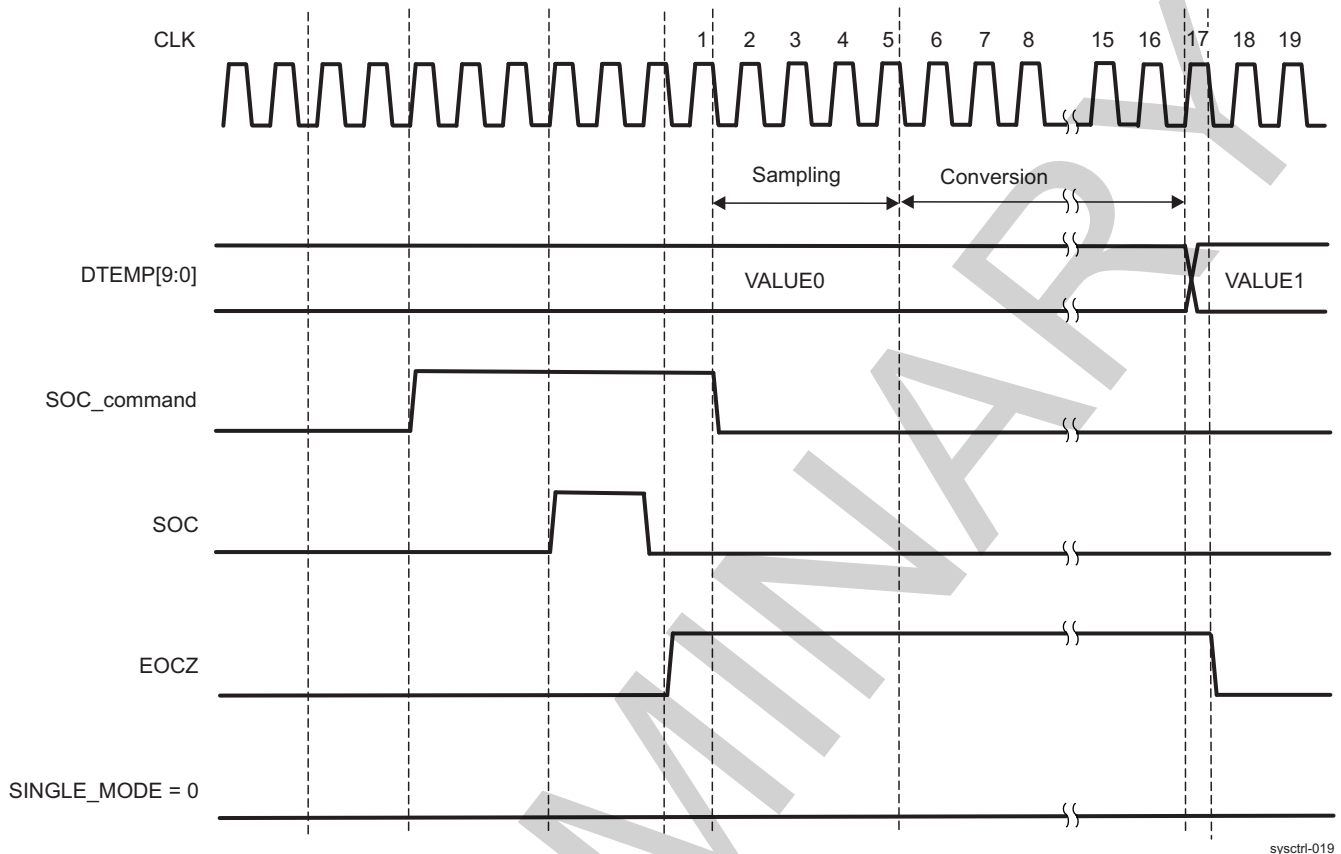 CLK
1 2 3 4 5 6 7 8 15 16 17 18 19
Sampling Conversion
DTEMP[9:0] VALUE0 VALUE1
SOC_command
SOC
EOCZ
SINGLE_MODE = 0
sysctrl-019
MINARY